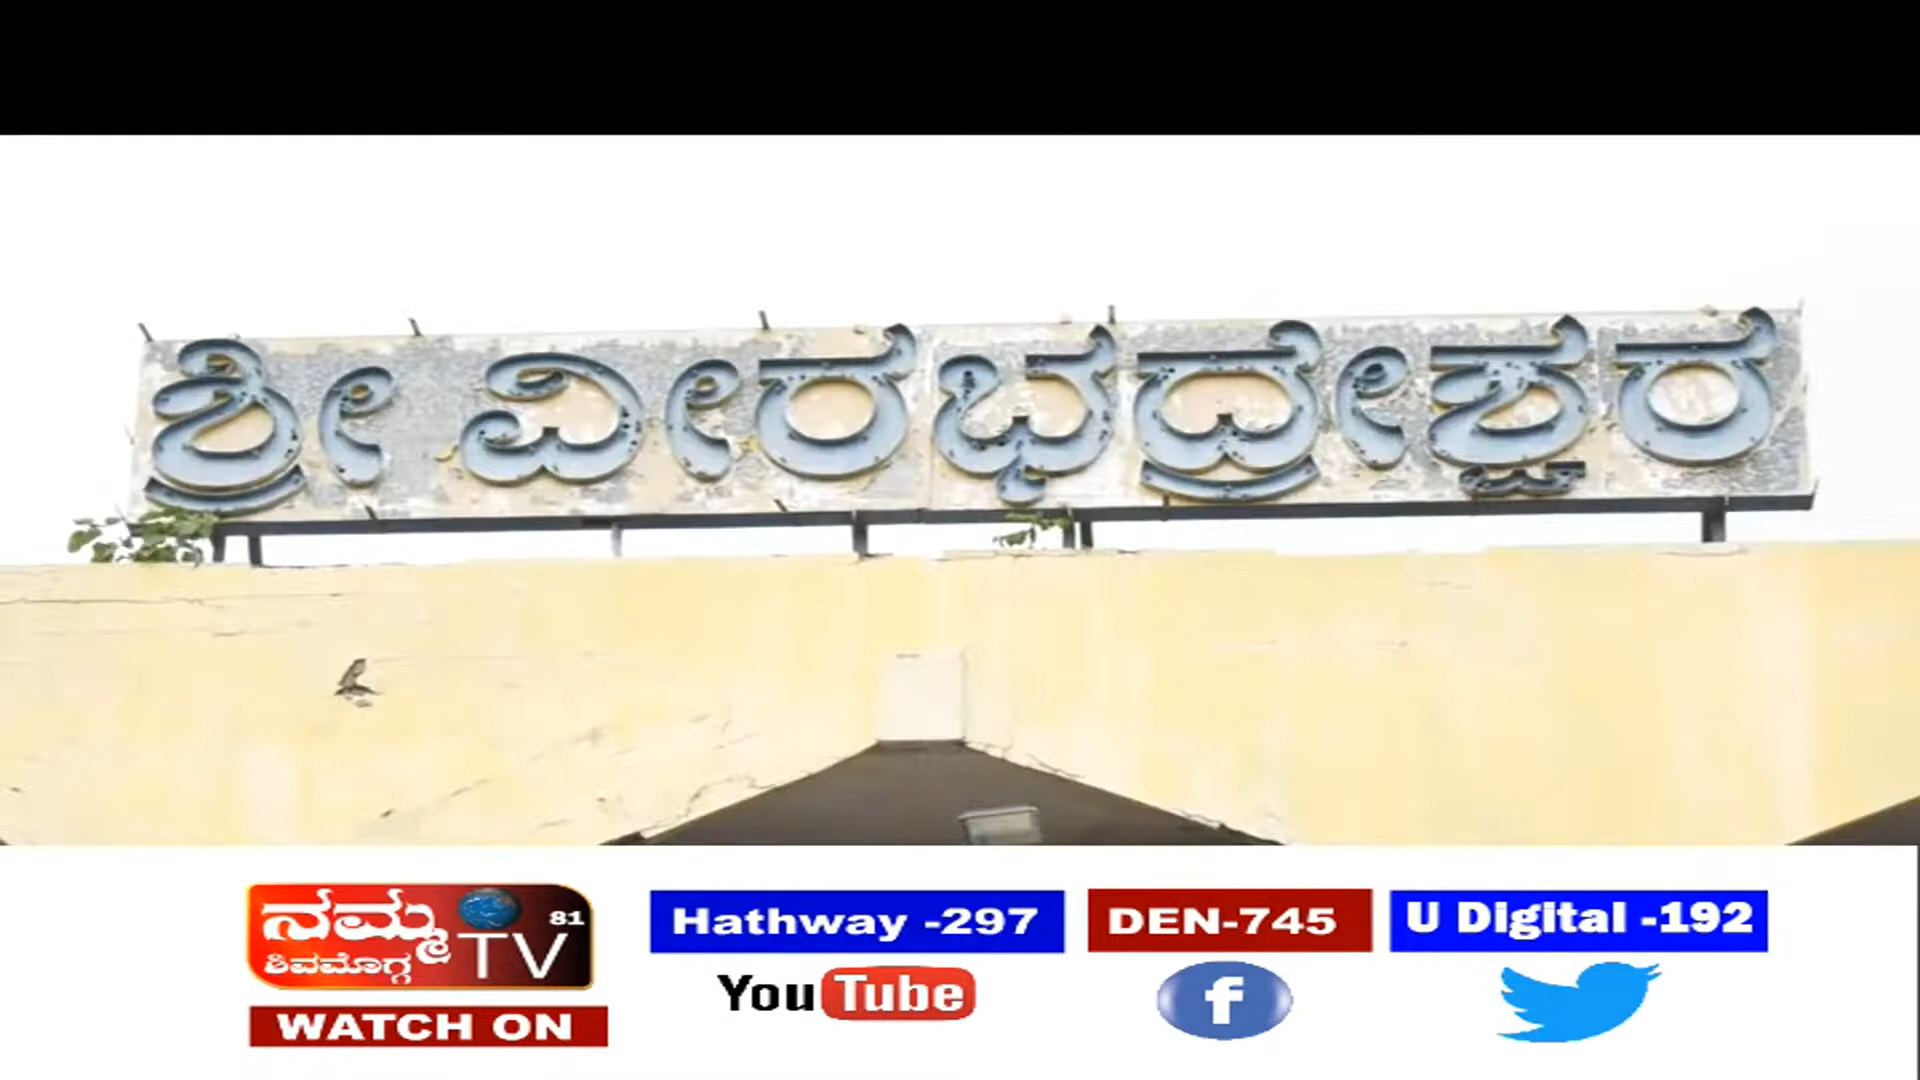 ಶ್ರೀ ವೀರಭದ್ರೇಶ್ವರ
ನಮ್ಮ TV 81
ಶಿವಮೊಗ್ಗ
WATCH ON
Hathway -297
DEN-745
U Digital -192
YouTube
f